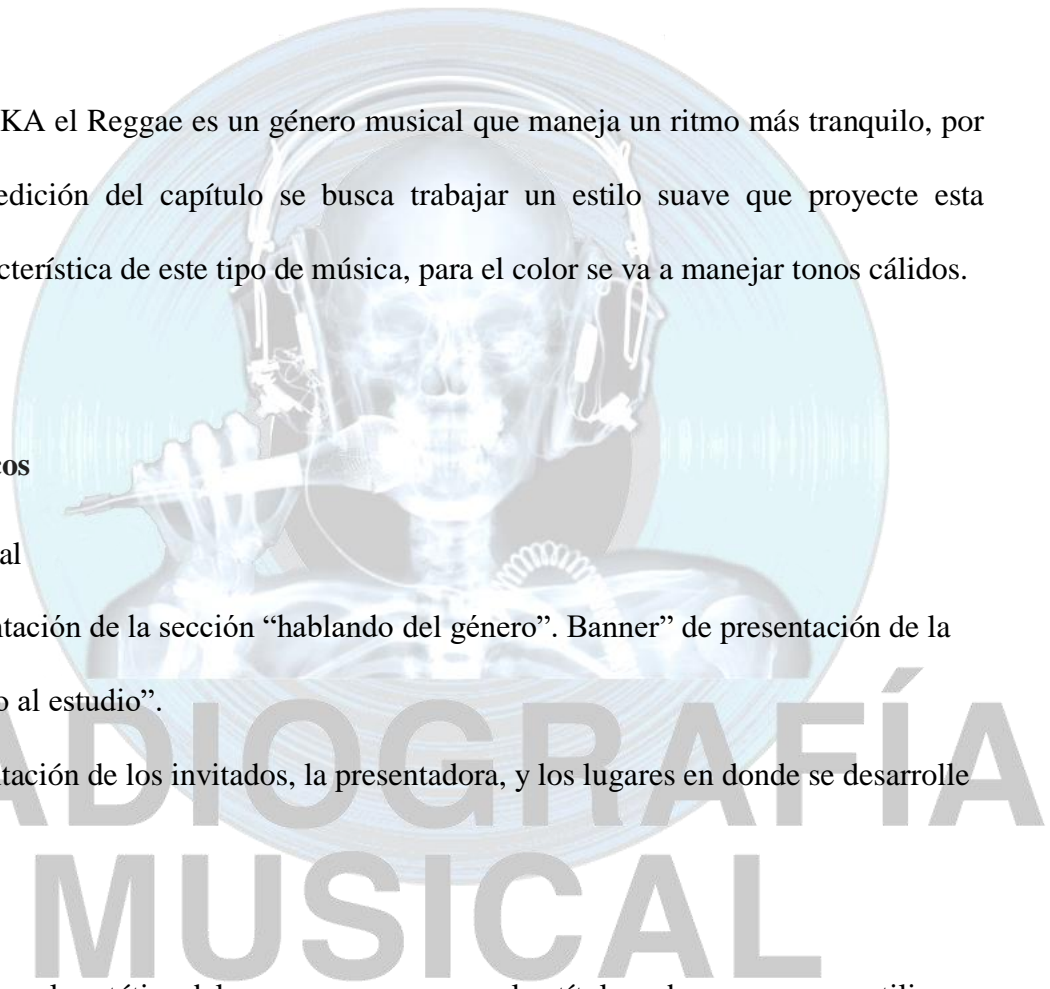 KA el Reggae es un género musical que maneja un ritmo más tranquilo, por
edición del capítulo se busca trabajar un estilo suave que proyecte esta
cterística de este tipo de música, para el color se va a manejar tonos cálidos.
cos
al
ntación de la sección “hablando del género”. Banner” de presentación de la
o al estudio”.
tación de los invitados, la presentadora, y los lugares en donde se desarrolle
ADIOGRAFÍA
MUSICAL